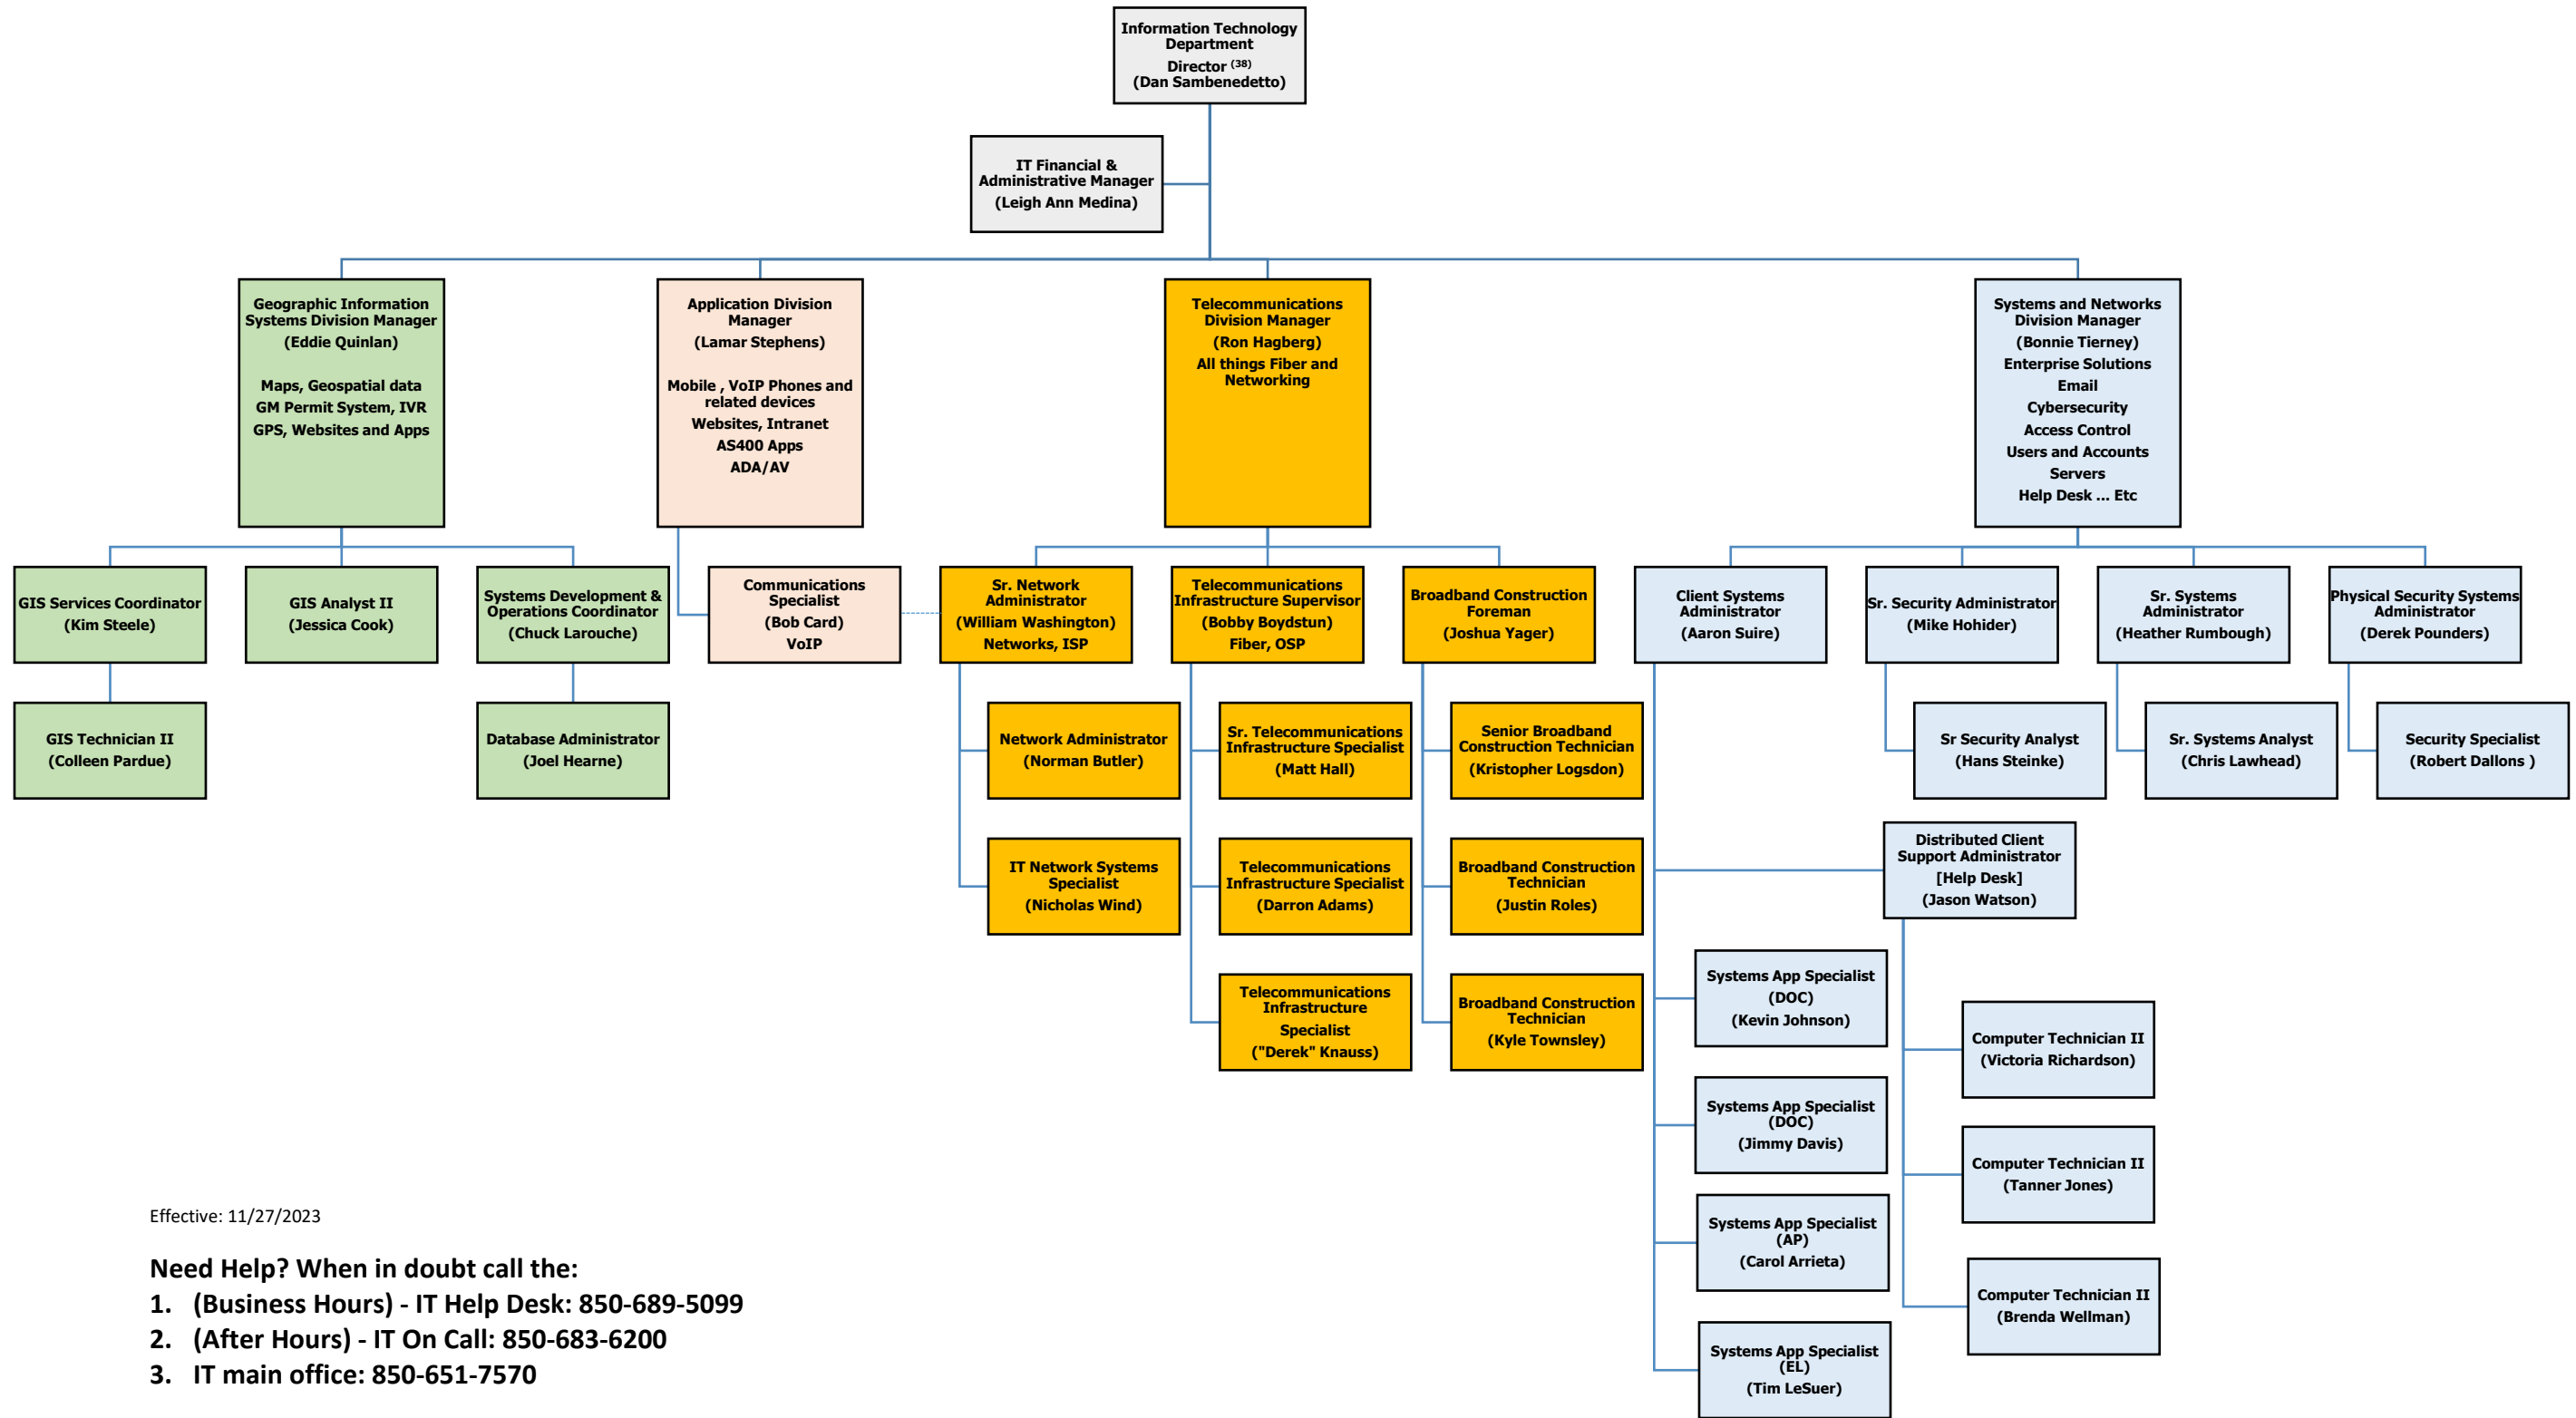 Information Technology
Department
Director (38)
(Dan Sambenedetto)
IT Financial &
Administrative Manager
(Leigh Ann Medina)
Geographic Information
Systems Division Manager
(Eddie Quinlan)
Maps, Geospatial data
GM Permit System, IVR
GPS, Websites and Apps
Application Division
Manager
(Lamar Stephens)
Mobile , VoIP Phones and
related devices
Websites, Intranet
AS400 Apps
ADA/AV
Telecommunications
Division Manager
(Ron Hagberg)
All things Fiber and
Networking
Systems and Networks
Division Manager
(Bonnie Tierney)
Enterprise Solutions
Email
Cybersecurity
Access Control
Users and Accounts
Servers
Help Desk ... Etc
GIS Services Coordinator
(Kim Steele)
GIS Analyst II
(Jessica Cook)
Systems Development &
Operations Coordinator
(Chuck Larouche)
Communications
Specialist
(Bob Card)
VoIP
Sr. Network
Administrator
(William Washington)
Networks, ISP
Telecommunications
Infrastructure Supervisor
(Bobby Boydstun)
Fiber, OSP
Broadband Construction
Foreman
(Joshua Yager)
Client Systems
Administrator
(Aaron Suire)
Sr. Security Administrator
(Mike Hohider)
Sr. Systems
Administrator
(Heather Rumbough)
Physical Security Systems
Administrator
(Derek Pounders)
GIS Technician II
(Colleen Pardue)
Database Administrator
(Joel Hearne)
Network Administrator
(Norman Butler)
Sr. Telecommunications
Infrastructure Specialist
(Matt Hall)
Senior Broadband
Construction Technician
(Kristopher Logsdon)
Sr Security Analyst
(Hans Steinke)
Sr. Systems Analyst
(Chris Lawhead)
Security Specialist
(Robert Dallons )
IT Network Systems
Specialist
(Nicholas Wind)
Telecommunications
Infrastructure Specialist
(Darron Adams)
Broadband Construction
Technician
(Justin Roles)
Distributed Client
Support Administrator
[Help Desk]
(Jason Watson)
Telecommunications
Infrastructure
Specialist
("Derek" Knauss)
Broadband Construction
Technician
(Kyle Townsley)
Systems App Specialist
(DOC)
(Kevin Johnson)
Computer Technician II
(Victoria Richardson)
Systems App Specialist
(DOC)
(Jimmy Davis)
Computer Technician II
(Tanner Jones)
Systems App Specialist
(AP)
(Carol Arrieta)
Computer Technician II
(Brenda Wellman)
Systems App Specialist
(EL)
(Tim LeSuer)
Effective: 11/27/2023
Need Help? When in doubt call the:
1. (Business Hours) - IT Help Desk: 850-689-5099
2. (After Hours) - IT On Call: 850-683-6200
3. IT main office: 850-651-7570